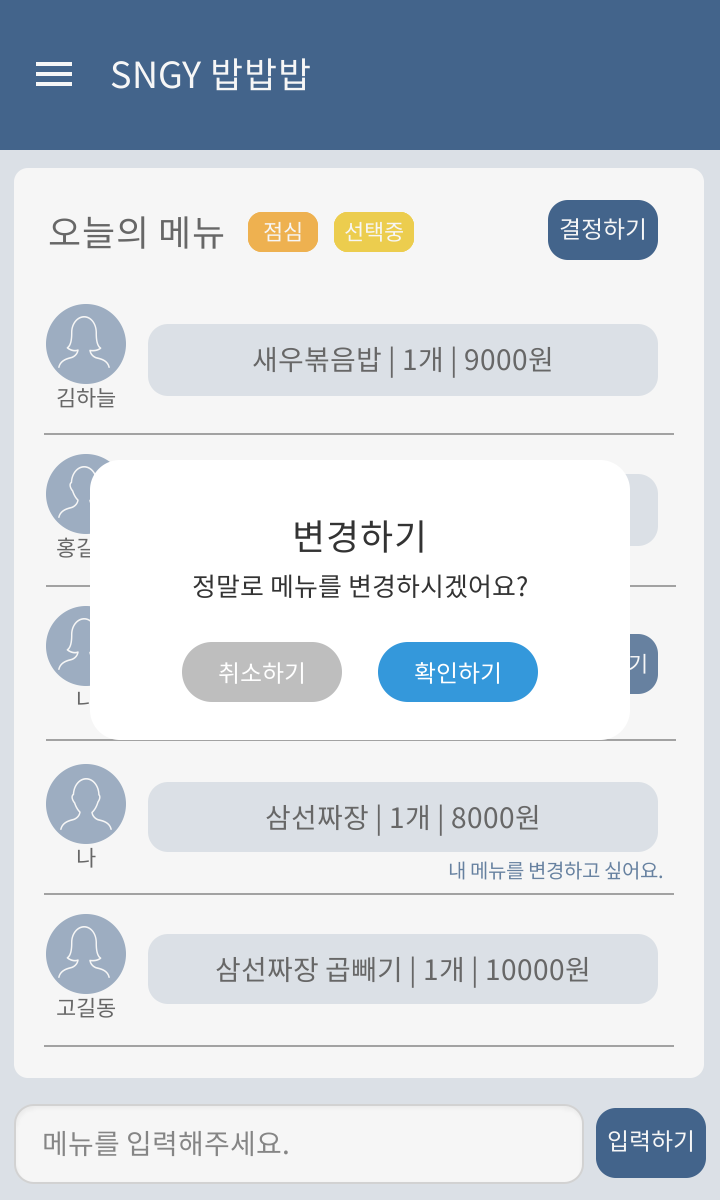 SNGY 밥밥밥
오늘의 메뉴 점심 선택중 결정하기
새우볶음밥 | 1개 | 9000원
김하늘
변경하기
정말로 메뉴를 변경하시겠어요?
취소하기 확인하기
삼선짜장 | 1개 | 8000원
나
내 메뉴를 변경하고 싶어요.
삼선짜장 곱빼기 | 1개 | 10000원
고길동
메뉴를 입력해주세요. 입력하기